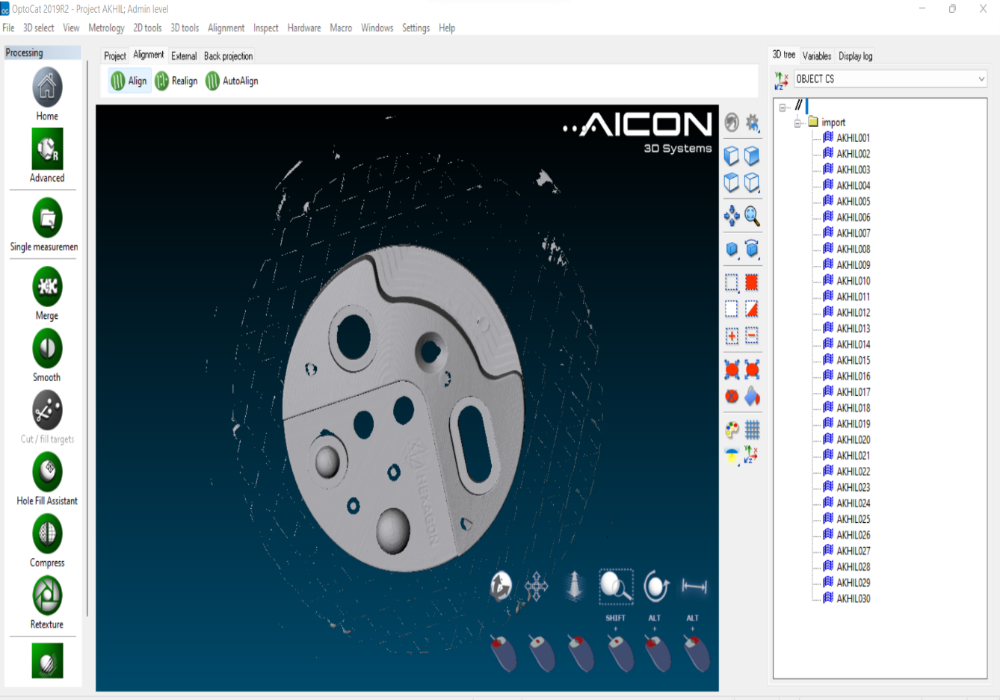 OptoCat 2019R2 - Project AKHIL; Admin level
File 3D select View Metrology 2D tools 3D tools Alignment Inspect Hardware Macro Windows Settings Help
Processing
Home
R
Advanced
Single measuremen
Merge
Smooth
Cut / fill targets
Hole Fill Assistant
Compress
Retexture
Project Alignment External Back projection
Align Realign AutoAlign
AICON
3D Systems
HEXAGON
SHIFT ALT ALT
+ + +
3D tree Variables Display log
OBJECT CS
//
import
AKHIL001
AKHIL002
AKHIL003
AKHIL004
AKHIL005
AKHIL006
AKHIL007
AKHIL008
AKHIL009
AKHIL010
AKHIL011
AKHIL012
AKHIL013
AKHIL014
AKHIL015
AKHIL016
AKHIL017
AKHIL018
AKHIL019
AKHIL020
AKHIL021
AKHIL022
AKHIL023
AKHIL024
AKHIL025
AKHIL026
AKHIL027
AKHIL028
AKHIL029
AKHIL030